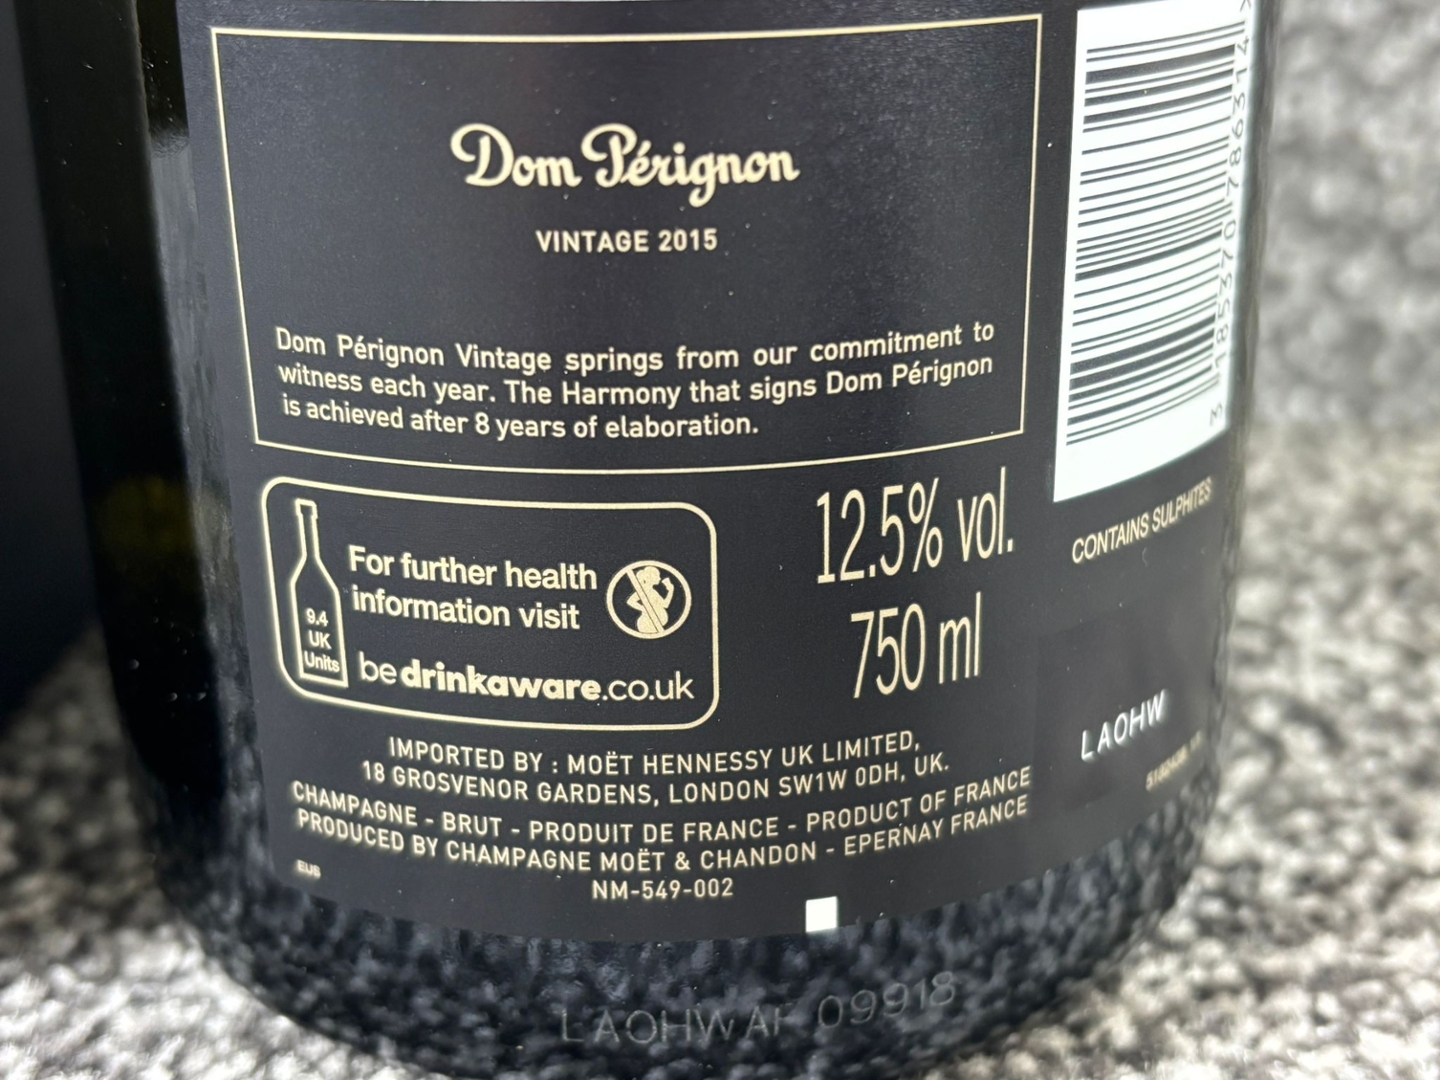 Dom Pérignon
VINTAGE 2015
Dom Pérignon Vintage springs from our commitment to
witness each year. The Harmony that signs Dom Pérignon
is achieved after 8 years of elaboration.
9.4
UK
Units
For further health
information visit
bedrinkaware.co.uk
12.5% vol.
750 ml
IMPORTED BY : MOËT HENNESSY UK LIMITED,
18 GROSVENOR GARDENS, LONDON SW1W 0DH, UK.
CHAMPAGNE - BRUT - PRODUIT DE FRANCE - PRODUCT OF FRANCE
PRODUCED BY CHAMPAGNE MOËT & CHANDON - EPERNAY FRANCE
NM-549-002
EUS
3 185370 786314 >
CONTAINS SULPHITES
LAOHW
LAOHWAF 09918